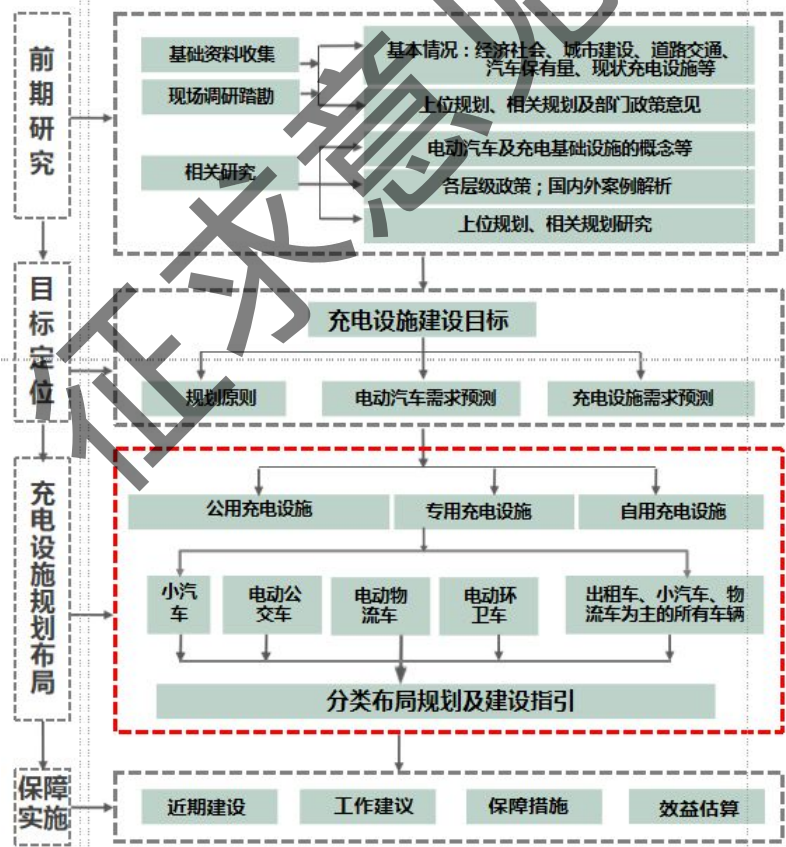 前期研究
基础资料收集
现场调研踏勘
基本情况：经济社会、城市建设、道路交通、
汽车保有量、现状充电设施等
上位规划、相关规划及部门政策意见
相关研究
电动汽车及充电基础设施的概念等
各层级政策；国内外案例解析
上位规划、相关规划研究
目标定位
充电设施建设目标
规划原则
电动汽车需求预测
充电设施需求预测
充电设施规划布局
公用充电设施
专用充电设施
自用充电设施
小汽
车
电动公
交车
电动物
流车
电动环
卫车
出租车、小汽车、物
流车为主的所有车辆
分类布局规划及建设指引
保障
实施
近期建设
工作建议
保障措施
效益估算
征求意见